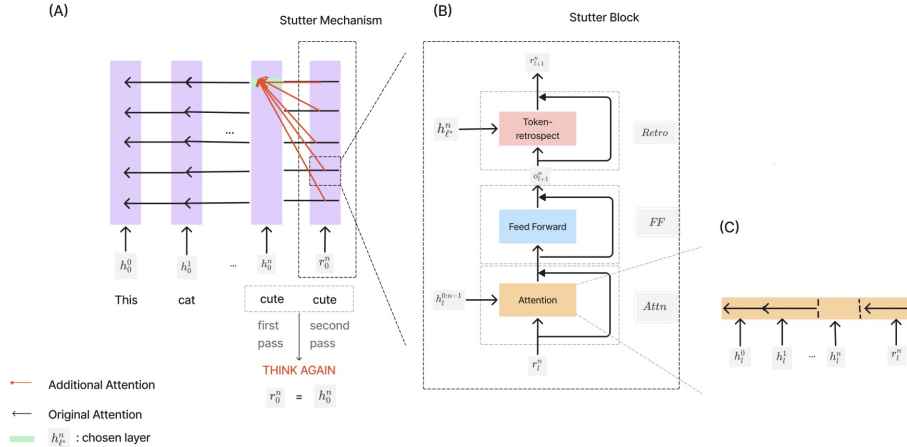 (A)
Stutter Mechanism
...
h_0^0
h_0^1
...
h_0^n
r_0^n
This
cat
cute
cute
first
pass
second
pass
THINK AGAIN
r_0^n = h_0^n
Additional Attention
Original Attention
h_{ℓ*}^n : chosen layer
(B)
Stutter Block
r_{l+1}^n
h_{ℓ*}^n
Token-
retrospect
Retro
o_{l+1}^n
Feed Forward
FF
h_l^{0:n-1}
Attention
Attn
r_l^n
(C)
h_l^0
h_l^1
...
h_l^n
r_l^n